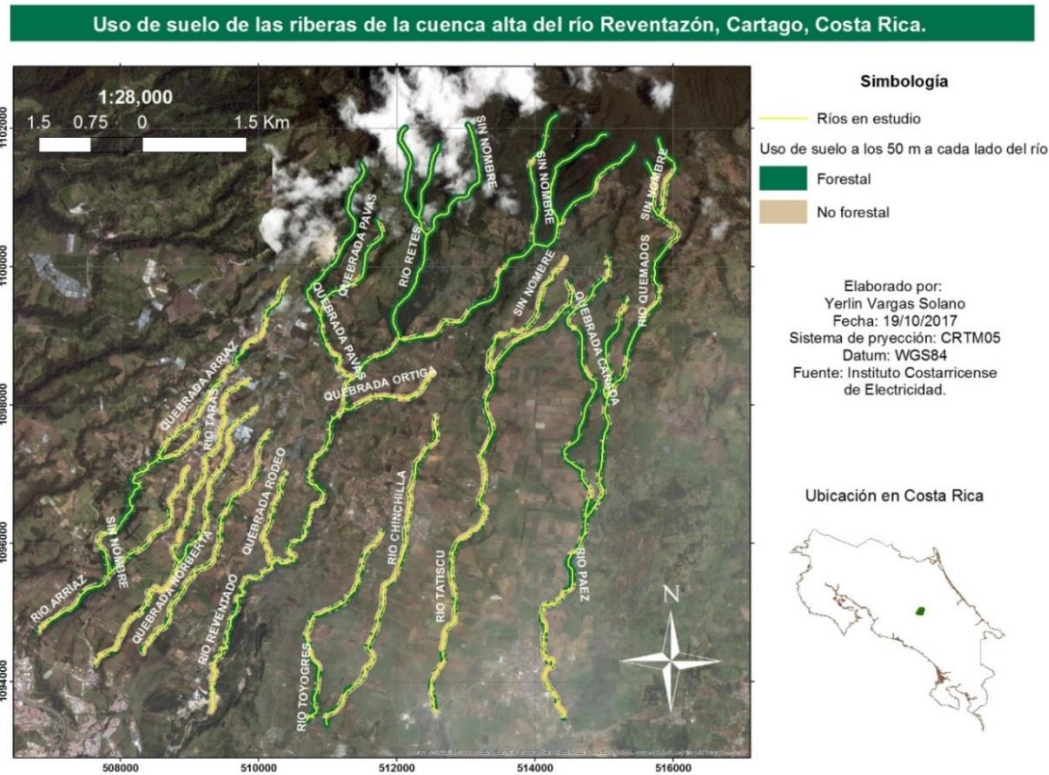 Uso de suelo de las riberas de la cuenca alta del río Reventazón, Cartago, Costa Rica.
1:28,000
1.5 0.75 0 1.5 Km
1102000
1100000
1098000
1096000
1094000
508000 510000 512000 514000 516000
SIN NOMBRE
SIN NOMBRE
SIN NOMBRE
QUEBRADA PAVAS
RIO RETES
SIN NOMBRE
RIO QUEMADOS
QUEBRADA PAVAS
QUEBRADA CAÑADA
QUEBRADA ARRIAZ
QUEBRADA ORTIGA
RIO TARAS
QUEBRADA RODEO
RIO CHINCHILLA
SIN NOMBRE
QUEBRADA NORBERTA
RIO ARRIAZ
RIO REVENTADO
RIO TATISCU
RIO PAEZ
RIO TOYOGRES
N
Simbología
Ríos en estudio
Uso de suelo a los 50 m a cada lado del río
Forestal
No forestal
Elaborado por:
Yerlin Vargas Solano
Fecha: 19/10/2017
Sistema de pryección: CRTM05
Datum: WGS84
Fuente: Instituto Costarricense
de Electricidad.
Ubicación en Costa Rica